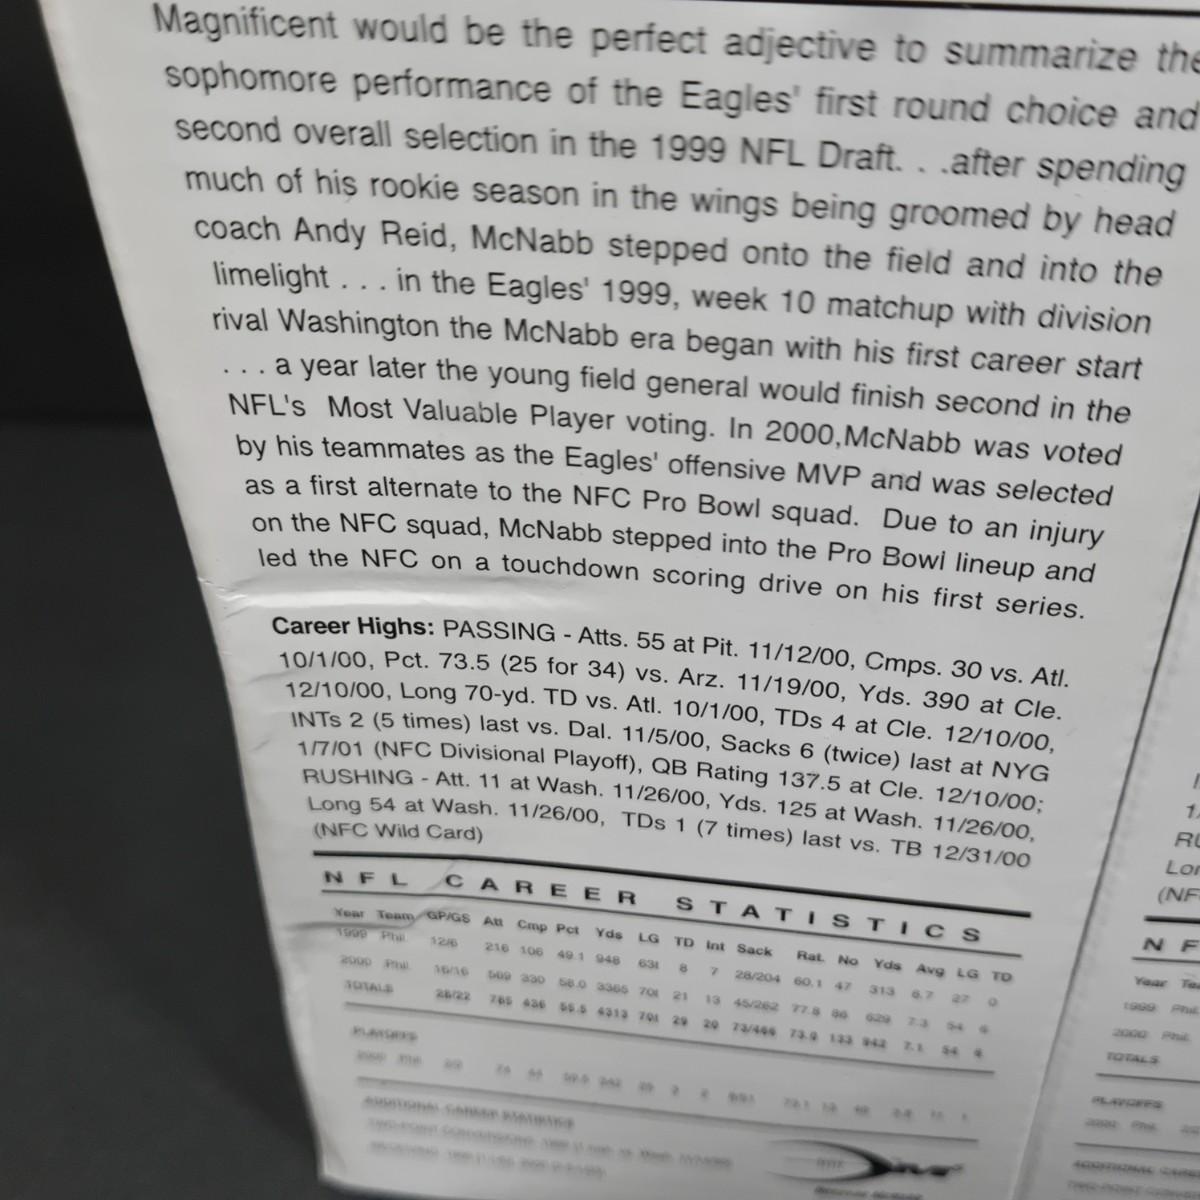 Magnificent would be the perfect adjective to summarize the
sophomore performance of the Eagles' first round choice and
second overall selection in the 1999 NFL Draft. . .after spending
much of his rookie season in the wings being groomed by head
coach Andy Reid, McNabb stepped onto the field and into the
limelight . . . in the Eagles' 1999, week 10 matchup with division
rival Washington the McNabb era began with his first career start
. . . a year later the young field general would finish second in the
NFL's Most Valuable Player voting. In 2000,McNabb was voted
by his teammates as the Eagles' offensive MVP and was selected
as a first alternate to the NFC Pro Bowl squad. Due to an injury
on the NFC squad, McNabb stepped into the Pro Bowl lineup and
led the NFC on a touchdown scoring drive on his first series.
Career Highs: PASSING - Atts. 55 at Pit. 11/12/00, Cmps. 30 vs. Atl.
10/1/00, Pct. 73.5 (25 for 34) vs. Arz. 11/19/00, Yds. 390 at Cle.
12/10/00, Long 70-yd. TD vs. Atl. 10/1/00, TDs 4 at Cle. 12/10/00,
INTs 2 (5 times) last vs. Dal. 11/5/00, Sacks 6 (twice) last at NYG
1/7/01 (NFC Divisional Playoff), QB Rating 137.5 at Cle. 12/10/00;
RUSHING - Att. 11 at Wash. 11/26/00, Yds. 125 at Wash. 11/26/00,
Long 54 at Wash. 11/26/00, TDs 1 (7 times) last vs. TB 12/31/00
(NFC Wild Card)
NFL CAREER STATISTICS
Year Team GP/GS Att Cmp Pct Yds LG TD Int Sack Rat. No Yds Avg LG TD
1999 Phil. 12/6 216 106 49.1 948 63t 8 7 28/204 60.1 47 313 6.7 27 0
2000 Phil. 16/16 569 330 58.0 3365 70t 21 13 45/262 77.8 86 629 7.3 54 6
TOTALS 28/22 785 436 55.5 4313 70t 29 20 73/466 73.0 133 942 7.1 54 6
PLAYOFFS
2000 Phil.
ADDITIONAL CAREER STATISTICS
1/
RU
Lon
(NF
N F
Year Tea
1999 Phil.
2000 Phil.
TOTALS
PLAYOFFS